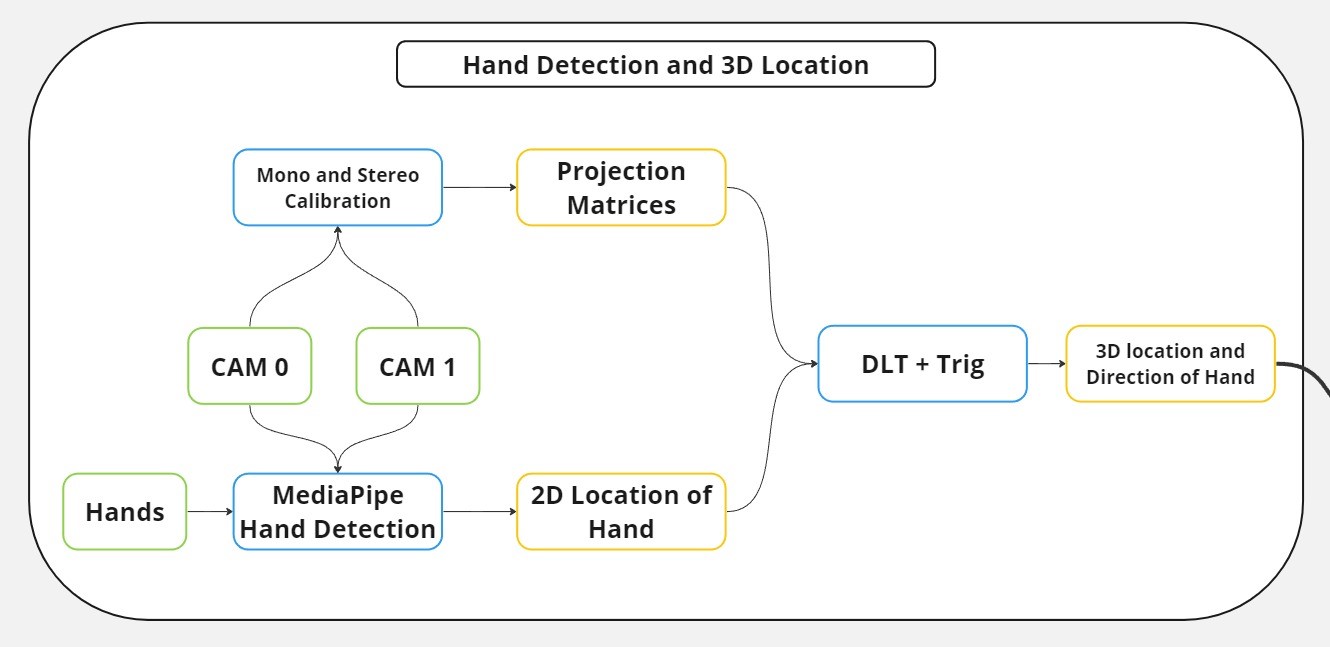 Hand Detection and 3D Location
Mono and Stereo
Calibration
Projection
Matrices
CAM 0
CAM 1
DLT + Trig
3D location and
Direction of Hand
Hands
MediaPipe
Hand Detection
2D Location of
Hand